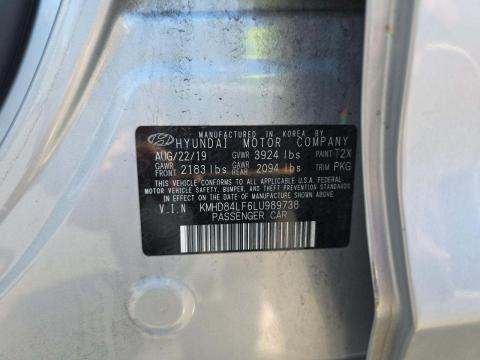 MANUFACTURED IN KOREA BY
HYUNDAI MOTOR COMPANY
AUG/22/19 GVWR 3924 lbs PAINT T2X
GAWR FRONT 2183 lbs GAWR REAR 2094 lbs TRIM PKG
THIS VEHICLE CONFORMS TO ALL APPLICABLE U.S.A FEDERAL
MOTOR VEHICLE SAFETY, BUMPER, AND THEFT PREVENTION STANDARDS
IN EFFECT ON THE DATE OF MANUFACTURE SHOWN ABOVE.
V.I.N KMHD84LF6LU989738
PASSENGER CAR